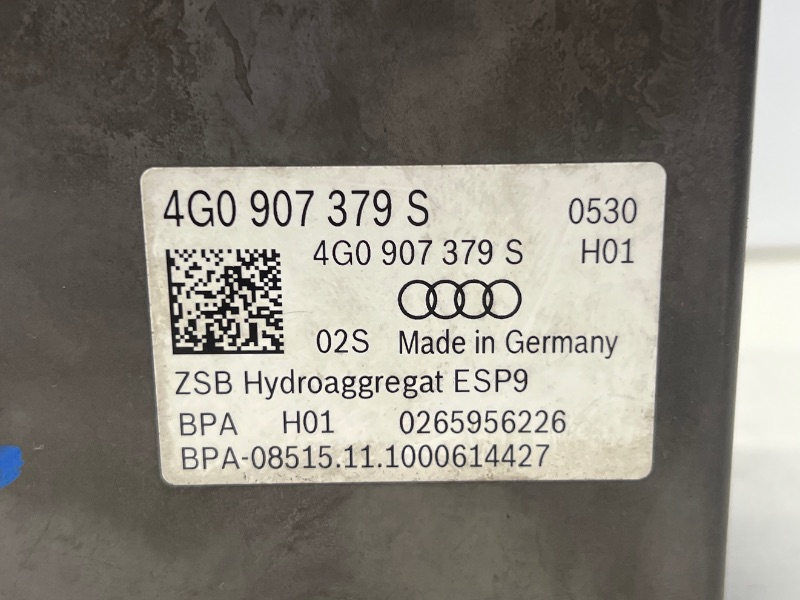 4G0 907 379 S 0530
4G0 907 379 S H01
02S Made in Germany
ZSB Hydroaggregat ESP9
BPA H01 0265956226
BPA-08515.11.1000614427